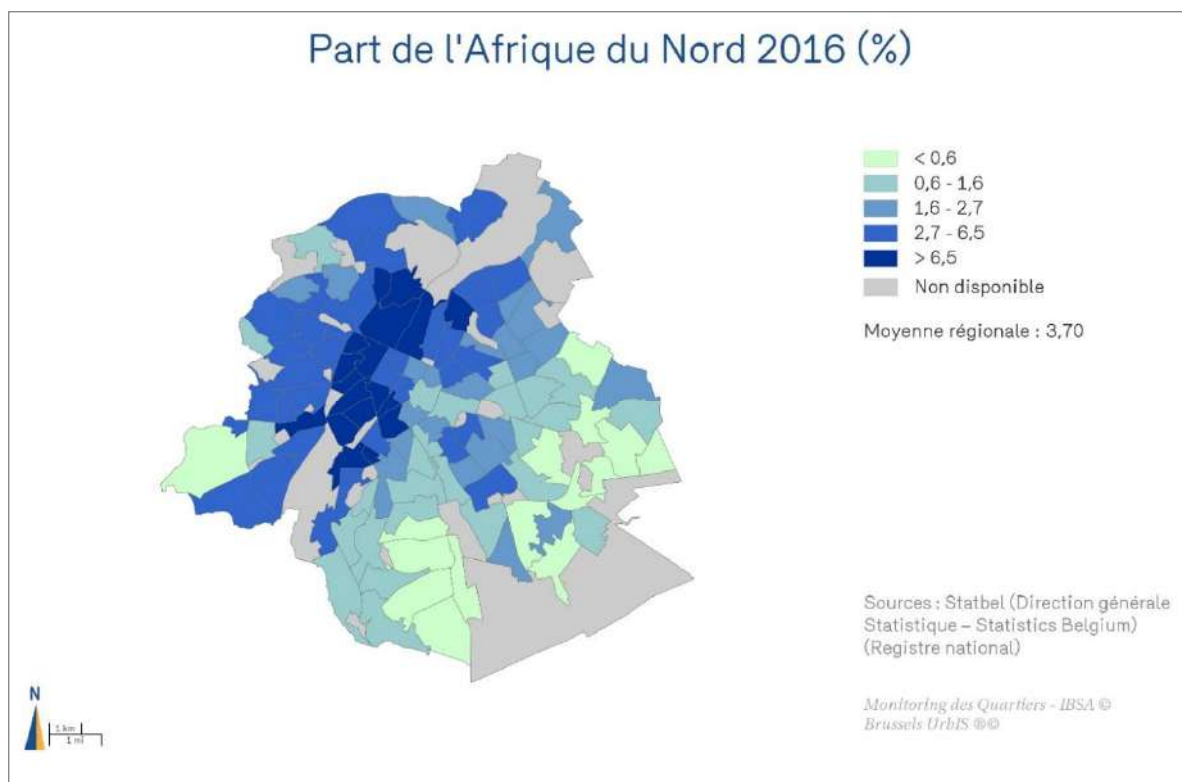 Part de l'Afrique du Nord 2016 (%)
< 0,6
0,6 - 1,6
1,6 - 2,7
2,7 - 6,5
> 6,5
Non disponible
Moyenne régionale : 3,70
Sources : Statbel (Direction générale
Statistique – Statistics Belgium)
(Registre national)
Monitoring des Quartiers - IBSA ©
Brussels UrbIS ®©
N
1 km
1 mi